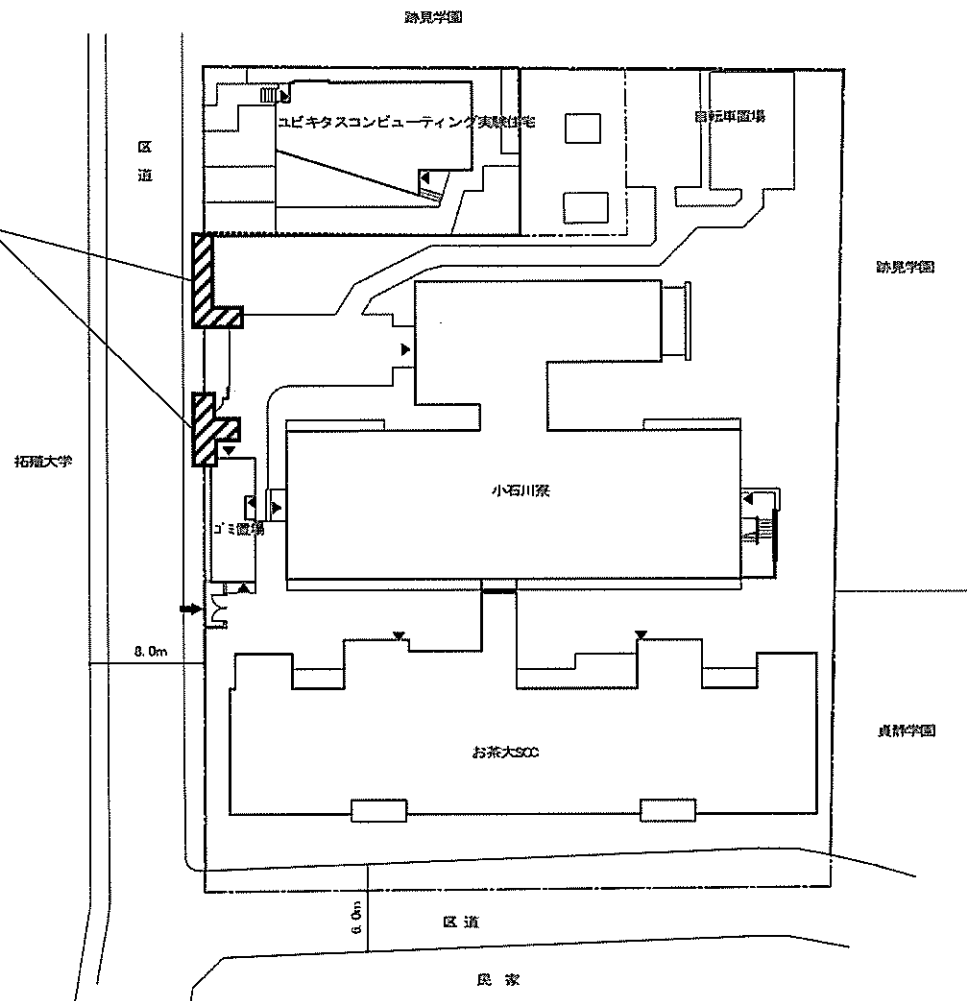 跡見学園
ユビキタスコンピューティング実験住宅
自転車置場
区
道
跡見学園
拓殖大学
小石川寮
ゴミ置場
8.0m
お茶大SCC
貞静学園
6.0m
区道
民家